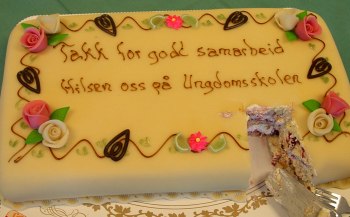 Takk for godt samarbeid
Hilsen oss på Ungdomsskolen